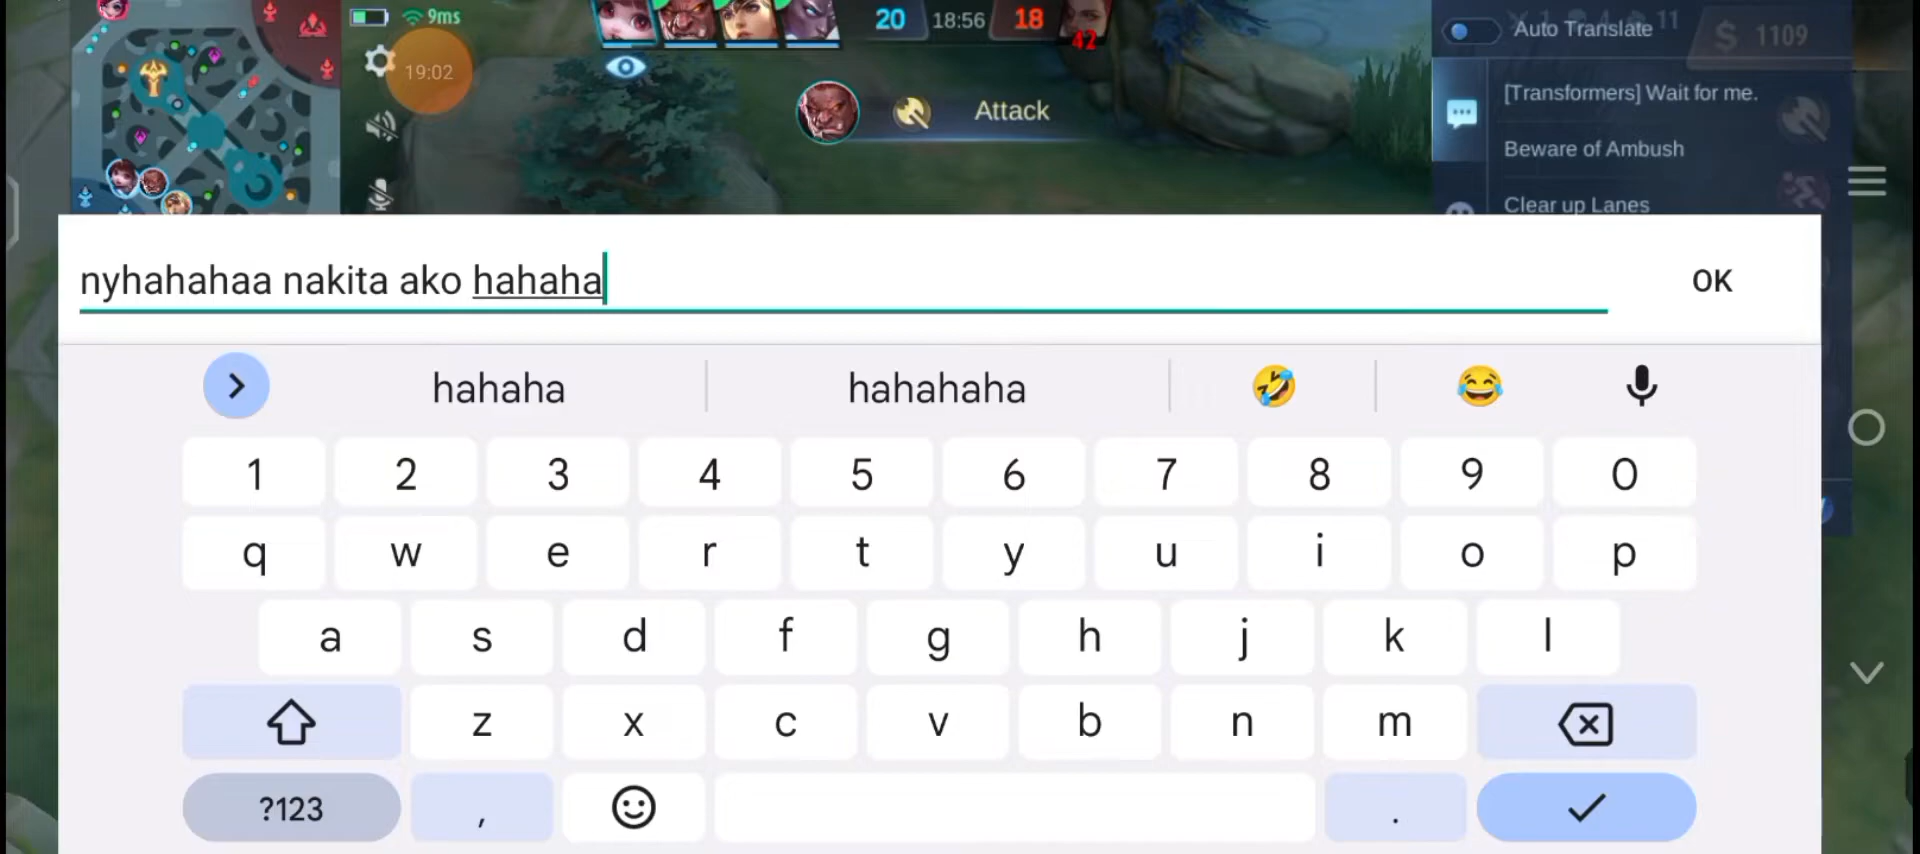 9ms
20 18:56 18
Auto Translate
11
$ 1109
19:02
42
Attack
[Transformers] Wait for me.
Beware of Ambush
Clear up Lanes
nyhahahaa nakita ako hahaha
OK
hahaha hahahaha
1 2 3 4 5 6 7 8 9 0
q w e r t y u i o p
a s d f g h j k l
z x c v b n m
?123 , .